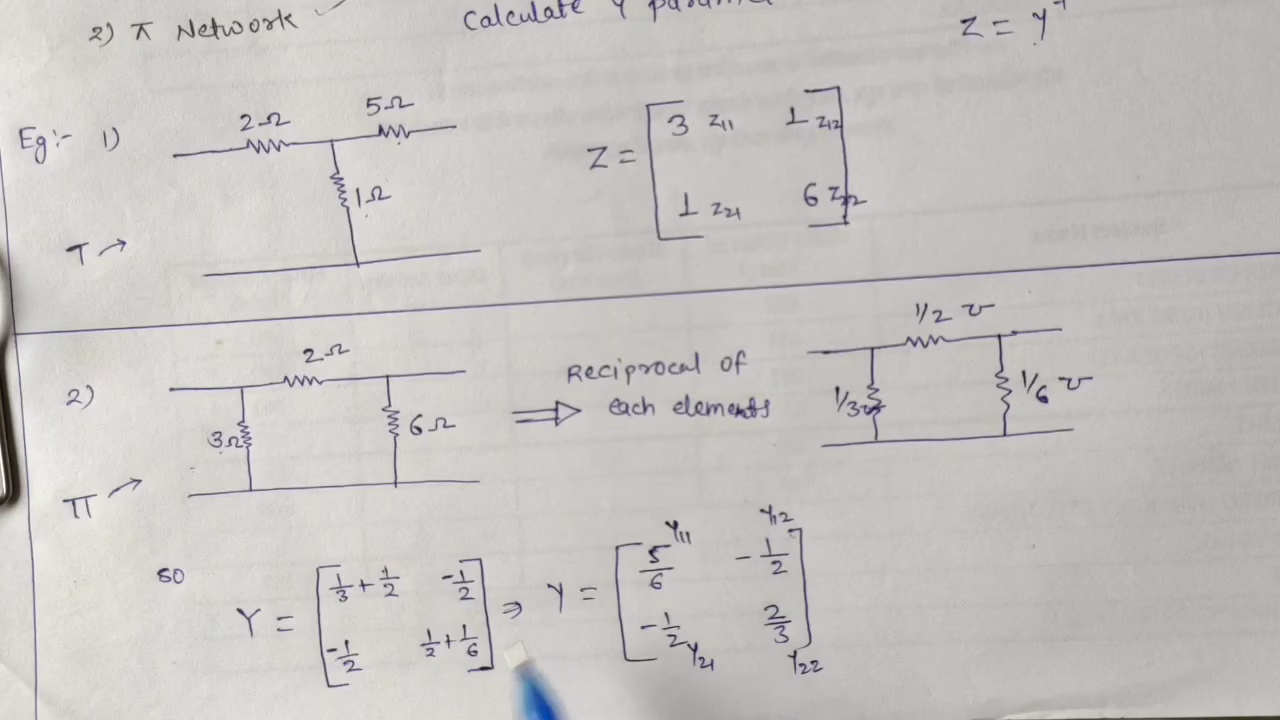 2) π Network
Calculate Y
Z = Y
Eg:- 1)
2Ω
5Ω
1Ω
T →
Z = [ 3 Z11 1 Z12
1 Z21 6 Z22 ]
2)
2Ω
3Ω
6Ω
π →
⇒ Reciprocal of
each elements
1/2 ℧
1/3 ℧
1/6 ℧
so
Y = [ 1/3 + 1/2 -1/2
-1/2 1/2 + 1/6 ]
⇒ Y = [ 5/6 Y11 -1/2 Y12
-1/2 Y21 2/3 Y22 ]